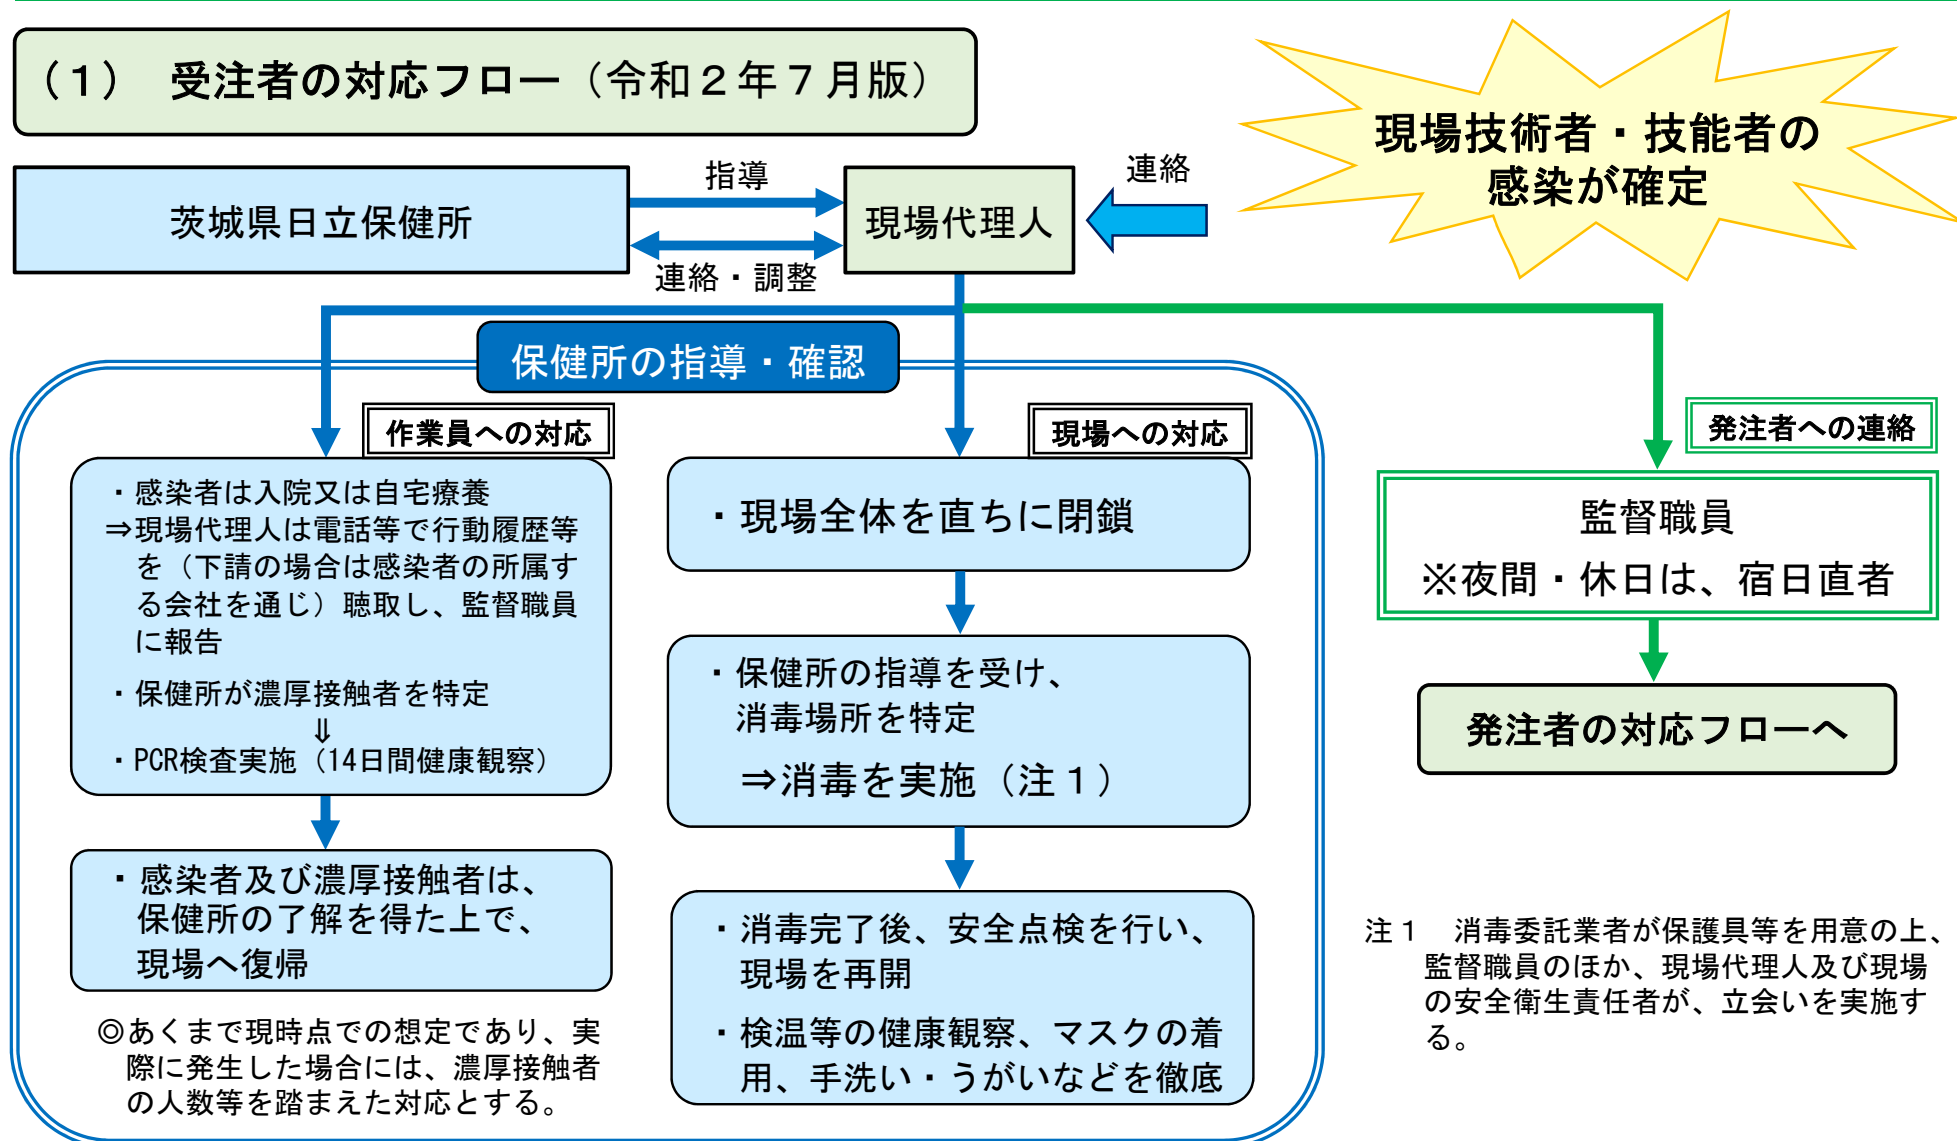 （１）　受注者の対応フロー（令和２年７月版）
現場技術者・技能者の
感染が確定
茨城県日立保健所
指導
連絡・調整
現場代理人
連絡
保健所の指導・確認
作業員への対応
・感染者は入院又は自宅療養
⇒現場代理人は電話等で行動履歴等
を（下請の場合は感染者の所属す
る会社を通じ）聴取し、監督職員
に報告
・保健所が濃厚接触者を特定
⇓
・PCR検査実施（14日間健康観察）
・感染者及び濃厚接触者は、
保健所の了解を得た上で、
現場へ復帰
◎あくまで現時点での想定であり、実
際に発生した場合には、濃厚接触者
の人数等を踏まえた対応とする。
現場への対応
・現場全体を直ちに閉鎖
・保健所の指導を受け、
消毒場所を特定
⇒消毒を実施（注１）
・消毒完了後、安全点検を行い、
現場を再開
・検温等の健康観察、マスクの着
用、手洗い・うがいなどを徹底
発注者への連絡
監督職員
※夜間・休日は、宿日直者
発注者の対応フローへ
注１　消毒委託業者が保護具等を用意の上、
監督職員のほか、現場代理人及び現場
の安全衛生責任者が、立会いを実施す
る。